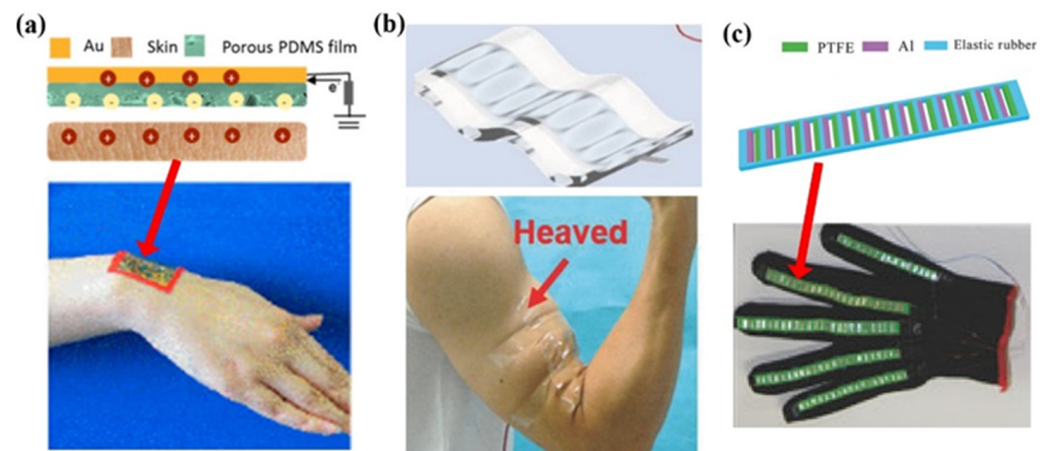 (a)
Au Skin Porous PDMS film
+ + + +
e
- - - - - -
+ + + + + +
(b)
Heaved
(c)
PTFE Al Elastic rubber